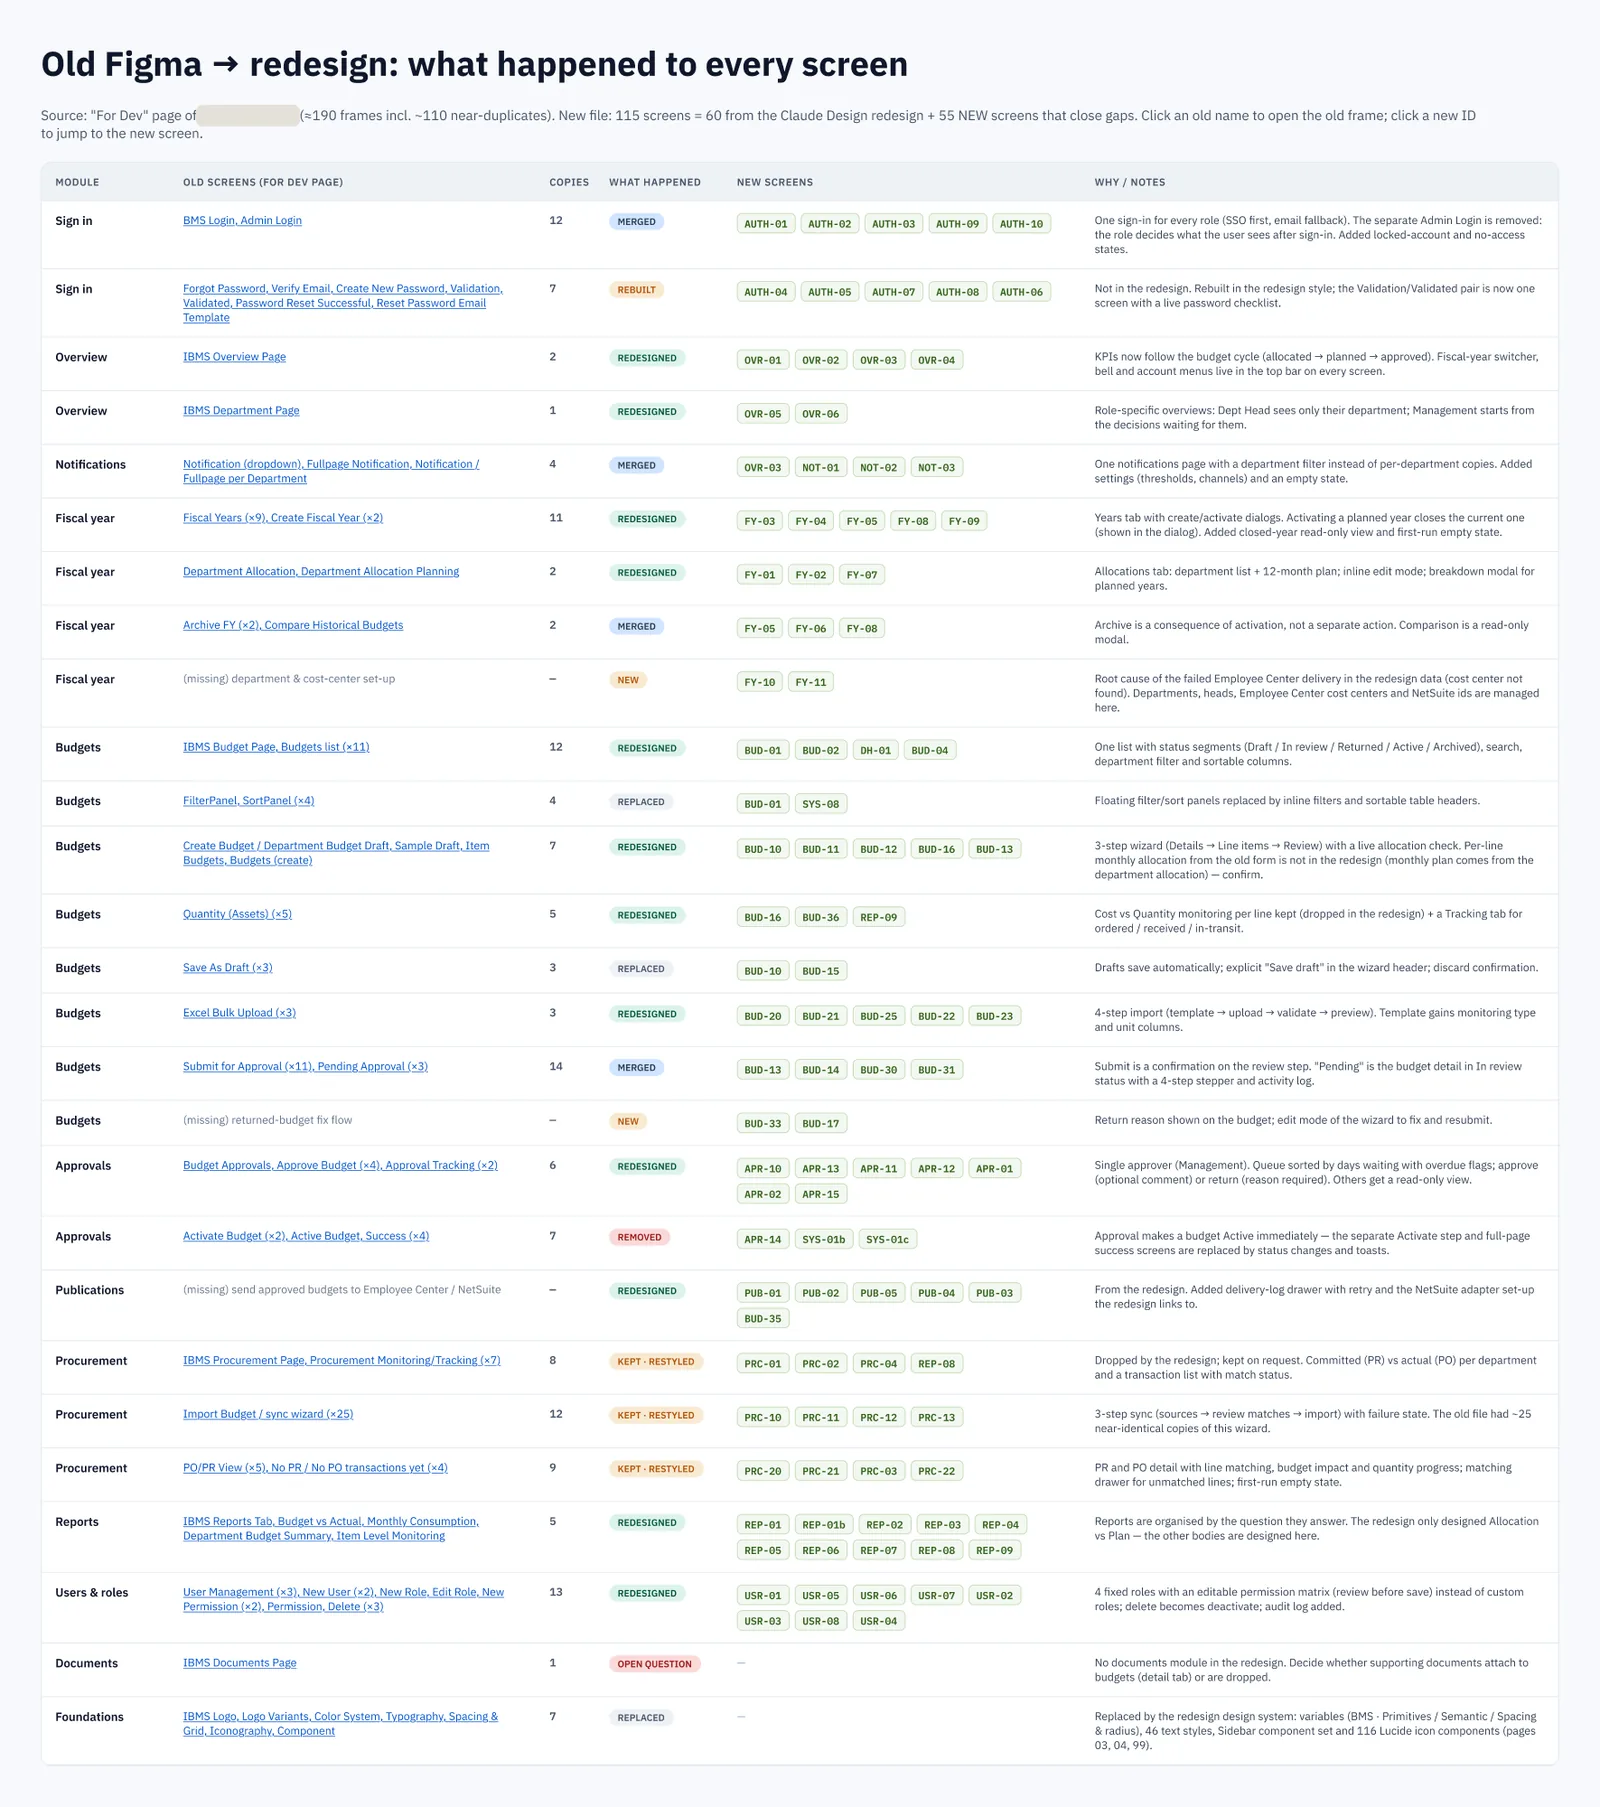 Old Figma → redesign: what happened to every screen
Source: "For Dev" page of (≈190 frames incl. ~110 near-duplicates). New file: 115 screens = 60 from the Claude Design redesign + 55 NEW screens that close gaps. Click an old name to open the old frame; click a new ID
to jump to the new screen.
MODULE OLD SCREENS (FOR DEV PAGE) COPIES WHAT HAPPENED NEW SCREENS WHY / NOTES
Sign in BMS Login, Admin Login 12 MERGED AUTH-01 AUTH-02 AUTH-03 AUTH-09 AUTH-10 One sign-in for every role (SSO first, email fallback). The separate Admin Login is removed:
the role decides what the user sees after sign-in. Added locked-account and no-access
states.
Sign in Forgot Password, Verify Email, Create New Password, Validation, 7 REBUILT AUTH-04 AUTH-05 AUTH-07 AUTH-08 AUTH-06 Not in the redesign. Rebuilt in the redesign style; the Validation/Validated pair is now one
Validated, Password Reset Successful, Reset Password Email screen with a live password checklist.
Template
Overview IBMS Overview Page 2 REDESIGNED OVR-01 OVR-02 OVR-03 OVR-04 KPIs now follow the budget cycle (allocated → planned → approved). Fiscal-year switcher,
bell and account menus live in the top bar on every screen.
Overview IBMS Department Page 1 REDESIGNED OVR-05 OVR-06 Role-specific overviews: Dept Head sees only their department; Management starts from
the decisions waiting for them.
Notifications Notification (dropdown), Fullpage Notification, Notification / 4 MERGED OVR-03 NOT-01 NOT-02 NOT-03 One notifications page with a department filter instead of per-department copies. Added
Fullpage per Department settings (thresholds, channels) and an empty state.
Fiscal year Fiscal Years (×9), Create Fiscal Year (×2) 11 REDESIGNED FY-03 FY-04 FY-05 FY-08 FY-09 Years tab with create/activate dialogs. Activating a planned year closes the current one
(shown in the dialog). Added closed-year read-only view and first-run empty state.
Fiscal year Department Allocation, Department Allocation Planning 2 REDESIGNED FY-01 FY-02 FY-07 Allocations tab: department list + 12-month plan; inline edit mode; breakdown modal for
planned years.
Fiscal year Archive FY (×2), Compare Historical Budgets 2 MERGED FY-05 FY-06 FY-08 Archive is a consequence of activation, not a separate action. Comparison is a read-only
modal.
Fiscal year (missing) department & cost-center set-up – NEW FY-10 FY-11 Root cause of the failed Employee Center delivery in the redesign data (cost center not
found). Departments, heads, Employee Center cost centers and NetSuite ids are managed
here.
Budgets IBMS Budget Page, Budgets list (×11) 12 REDESIGNED BUD-01 BUD-02 DH-01 BUD-04 One list with status segments (Draft / In review / Returned / Active / Archived), search,
department filter and sortable columns.
Budgets FilterPanel, SortPanel (×4) 4 REPLACED BUD-01 SYS-08 Floating filter/sort panels replaced by inline filters and sortable table headers.
Budgets Create Budget / Department Budget Draft, Sample Draft, Item 7 REDESIGNED BUD-10 BUD-11 BUD-12 BUD-16 BUD-13 3-step wizard (Details → Line items → Review) with a live allocation check. Per-line
Budgets, Budgets (create) monthly allocation from the old form is not in the redesign (monthly plan comes from the
department allocation) — confirm.
Budgets Quantity (Assets) (×5) 5 REDESIGNED BUD-16 BUD-36 REP-09 Cost vs Quantity monitoring per line kept (dropped in the redesign) + a Tracking tab for
ordered / received / in-transit.
Budgets Save As Draft (×3) 3 REPLACED BUD-10 BUD-15 Drafts save automatically; explicit "Save draft" in the wizard header; discard confirmation.
Budgets Excel Bulk Upload (×3) 3 REDESIGNED BUD-20 BUD-21 BUD-25 BUD-22 BUD-23 4-step import (template → upload → validate → preview). Template gains monitoring type
and unit columns.
Budgets Submit for Approval (×11), Pending Approval (×3) 14 MERGED BUD-13 BUD-14 BUD-30 BUD-31 Submit is a confirmation on the review step. "Pending" is the budget detail in In review
status with a 4-step stepper and activity log.
Budgets (missing) returned-budget fix flow – NEW BUD-33 BUD-17 Return reason shown on the budget; edit mode of the wizard to fix and resubmit.
Approvals Budget Approvals, Approve Budget (×4), Approval Tracking (×2) 6 REDESIGNED APR-10 APR-13 APR-11 APR-12 APR-01 Single approver (Management). Queue sorted by days waiting with overdue flags; approve
APR-02 APR-15 (optional comment) or return (reason required). Others get a read-only view.
Approvals Activate Budget (×2), Active Budget, Success (×4) 7 REMOVED APR-14 SYS-01b SYS-01c Approval makes a budget Active immediately — the separate Activate step and full-page
success screens are replaced by status changes and toasts.
Publications (missing) send approved budgets to Employee Center / NetSuite – REDESIGNED PUB-01 PUB-02 PUB-05 PUB-04 PUB-03 From the redesign. Added delivery-log drawer with retry and the NetSuite adapter set-up
BUD-35 the redesign links to.
Procurement IBMS Procurement Page, Procurement Monitoring/Tracking (×7) 8 KEPT · RESTYLED PRC-01 PRC-02 PRC-04 REP-08 Dropped by the redesign; kept on request. Committed (PR) vs actual (PO) per department
and a transaction list with match status.
Procurement Import Budget / sync wizard (×25) 12 KEPT · RESTYLED PRC-10 PRC-11 PRC-12 PRC-13 3-step sync (sources → review matches → import) with failure state. The old file had ~25
near-identical copies of this wizard.
Procurement PO/PR View (×5), No PR / No PO transactions yet (×4) 9 KEPT · RESTYLED PRC-20 PRC-21 PRC-03 PRC-22 PR and PO detail with line matching, budget impact and quantity progress; matching
drawer for unmatched lines; first-run empty state.
Reports IBMS Reports Tab, Budget vs Actual, Monthly Consumption, 5 REDESIGNED REP-01 REP-01b REP-02 REP-03 REP-04 Reports are organised by the question they answer. The redesign only designed Allocation
Department Budget Summary, Item Level Monitoring REP-05 REP-06 REP-07 REP-08 REP-09 vs Plan — the other bodies are designed here.
Users & roles User Management (×3), New User (×2), New Role, Edit Role, New 13 REDESIGNED USR-01 USR-05 USR-06 USR-07 USR-02 4 fixed roles with an editable permission matrix (review before save) instead of custom
Permission (×2), Permission, Delete (×3) USR-03 USR-08 USR-04 roles; delete becomes deactivate; audit log added.
Documents IBMS Documents Page 1 OPEN QUESTION — No documents module in the redesign. Decide whether supporting documents attach to
budgets (detail tab) or are dropped.
Foundations IBMS Logo, Logo Variants, Color System, Typography, Spacing & 7 REPLACED — Replaced by the redesign design system: variables (BMS · Primitives / Semantic / Spacing
Grid, Iconography, Component & radius), 46 text styles, Sidebar component set and 116 Lucide icon components (pages
03, 04, 99).